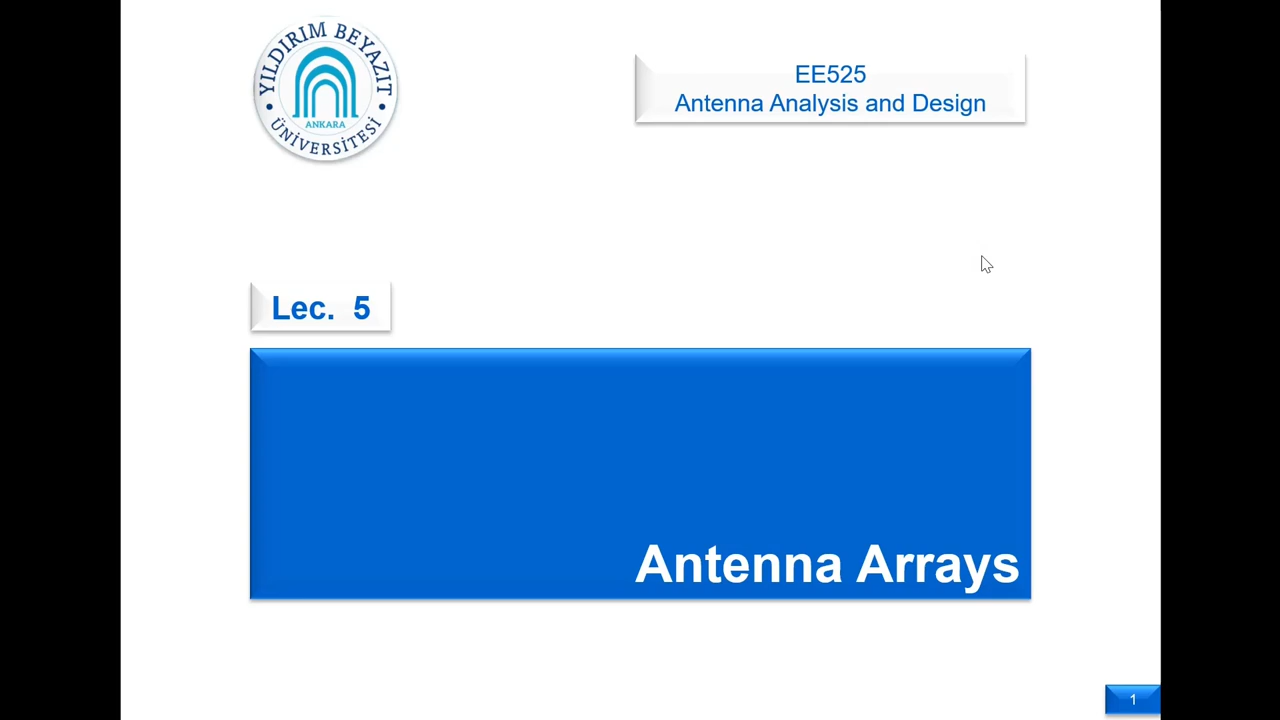 YILDIRIM BEYAZIT
ANKARA
ÜNİVERSİTESİ
EE525
Antenna Analysis and Design
Lec. 5
Antenna Arrays
1